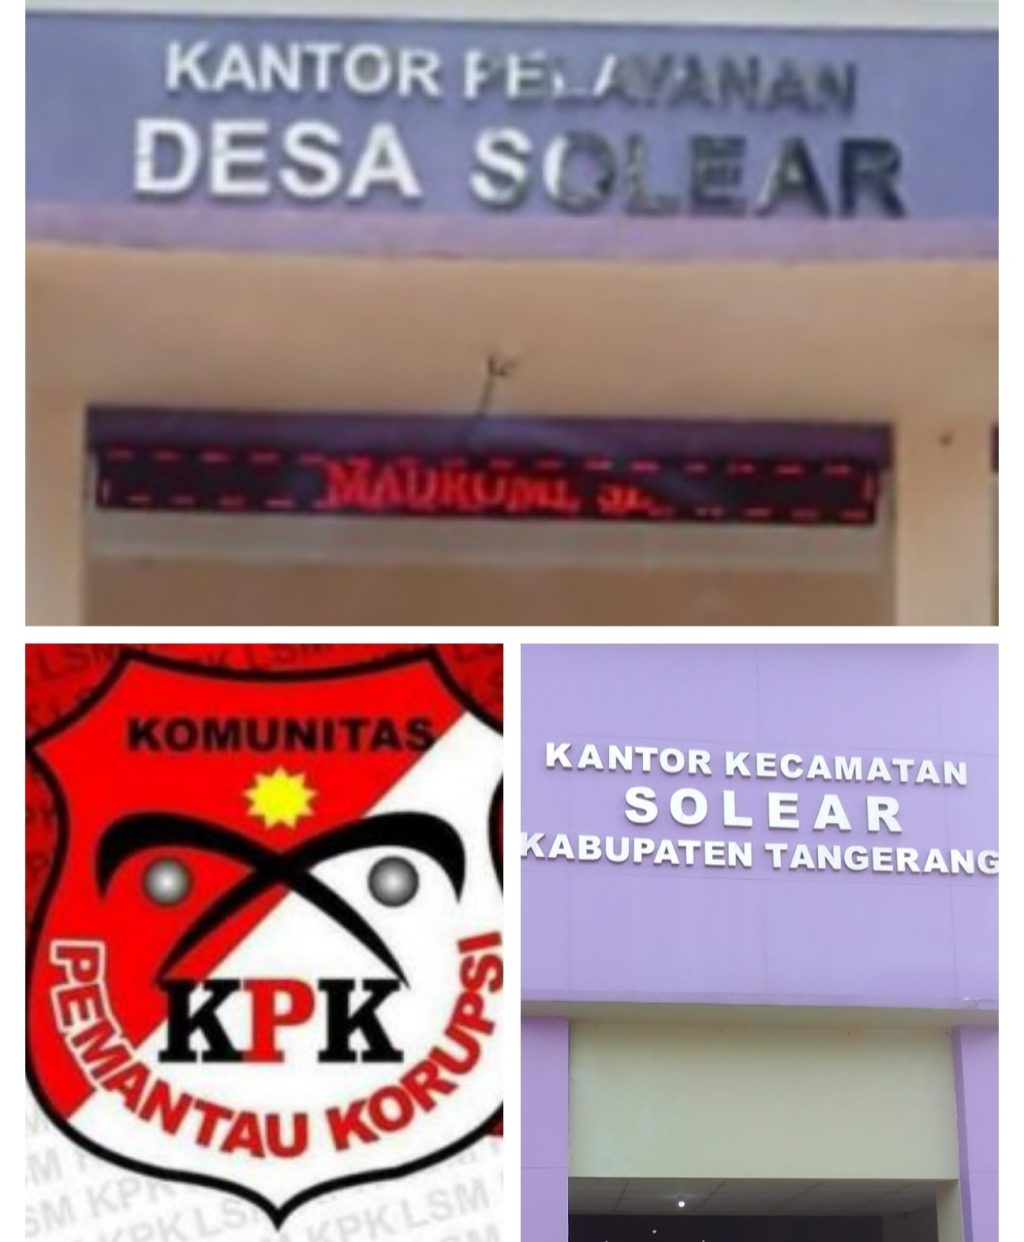 KANTOR PELAYANAN
DESA SOLEAR
KOMUNITAS
KPK
PEMANTAU KORUPSI
KANTOR KECAMATAN
SOLEAR
KABUPATEN TANGERANG